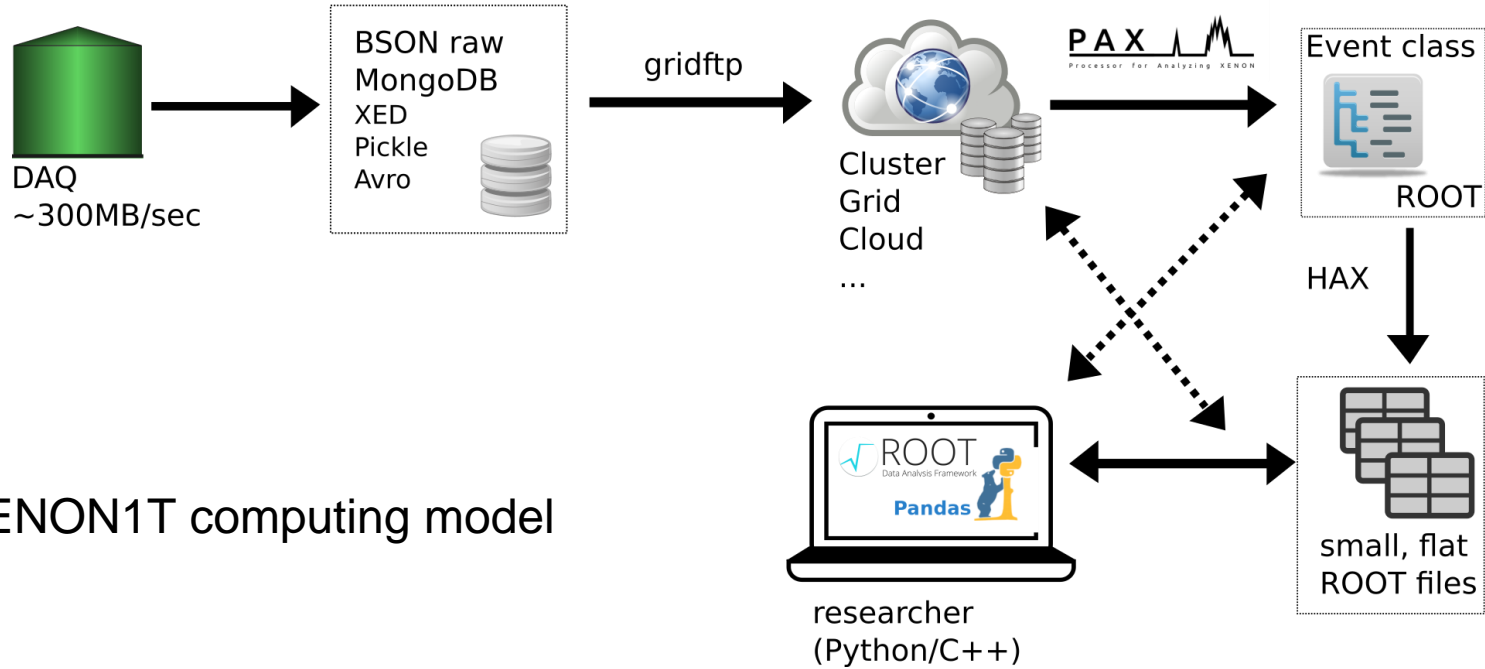 DAQ
~300MB/sec
BSON raw
MongoDB
XED
Pickle
Avro
gridftp
Cluster
Grid
Cloud
...
PAX
Processor for Analyzing XENON
Event class
ROOT
HAX
small, flat
ROOT files
ROOT
Data Analysis Framework
Pandas
researcher
(Python/C++)
ENON1T computing model